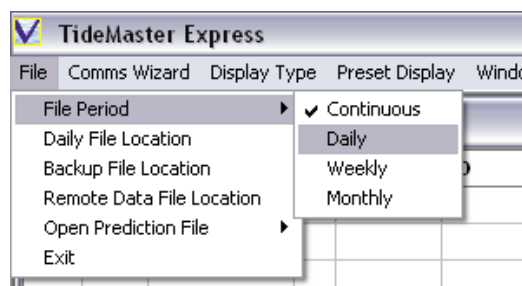 TideMaster Express
File Comms Wizard Display Type Preset Display
File Period
Daily File Location
Backup File Location
Remote Data File Location
Open Prediction File
Exit
Continuous
Daily
Weekly
Monthly